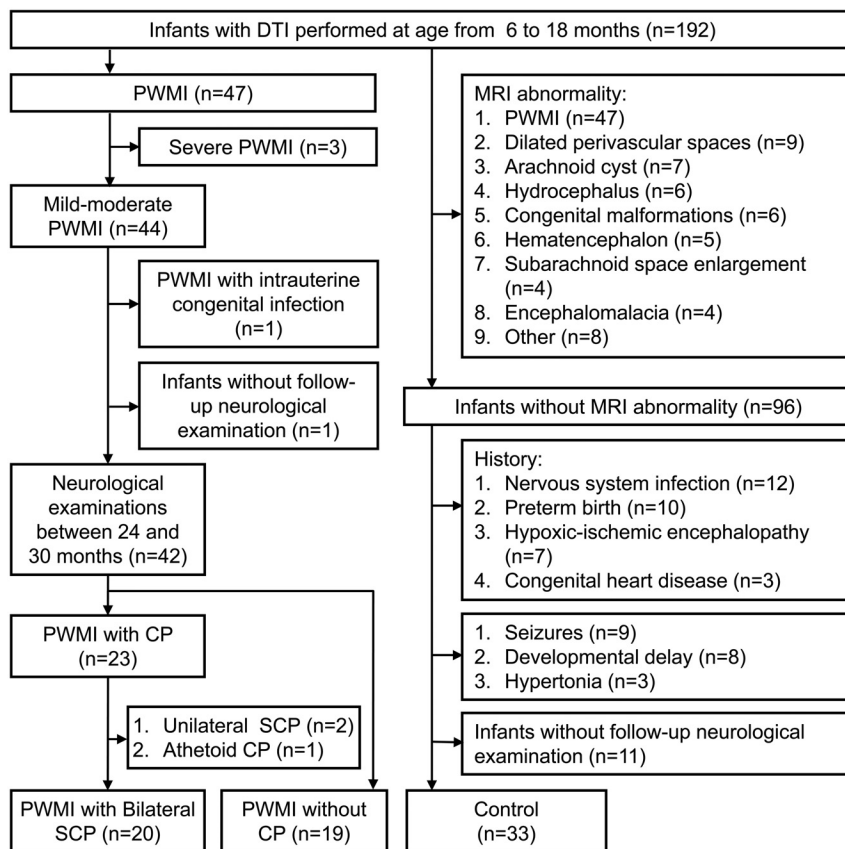 Infants with DTI performed at age from 6 to 18 months (n=192)
PWMI (n=47)
Severe PWMI (n=3)
Mild-moderate
PWMI (n=44)
PWMI with intrauterine
congenital infection
(n=1)
Infants without follow-
up neurological
examination (n=1)
Neurological
examinations
between 24 and
30 months (n=42)
PWMI with CP
(n=23)
1. Unilateral SCP (n=2)
2. Athetoid CP (n=1)
PWMI with Bilateral
SCP (n=20)
PWMI without
CP (n=19)
MRI abnormality:
1. PWMI (n=47)
2. Dilated perivascular spaces (n=9)
3. Arachnoid cyst (n=7)
4. Hydrocephalus (n=6)
5. Congenital malformations (n=6)
6. Hematencephalon (n=5)
7. Subarachnoid space enlargement
(n=4)
8. Encephalomalacia (n=4)
9. Other (n=8)
Infants without MRI abnormality (n=96)
History:
1. Nervous system infection (n=12)
2. Preterm birth (n=10)
3. Hypoxic-ischemic encephalopathy
(n=7)
4. Congenital heart disease (n=3)
1. Seizures (n=9)
2. Developmental delay (n=8)
3. Hypertonia (n=3)
Infants without follow-up neurological
examination (n=11)
Control
(n=33)